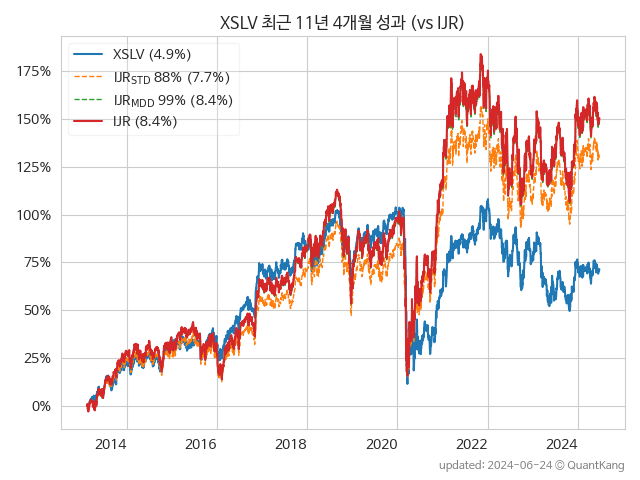 XSLV 최근 11년 4개월 성과 (vs IJR)
XSLV (4.9%)
IJR_STD 88% (7.7%)
IJR_MDD 99% (8.4%)
IJR (8.4%)
175%
150%
125%
100%
75%
50%
25%
0%
2014 2016 2018 2020 2022 2024
updated: 2024-06-24 © QuantKang